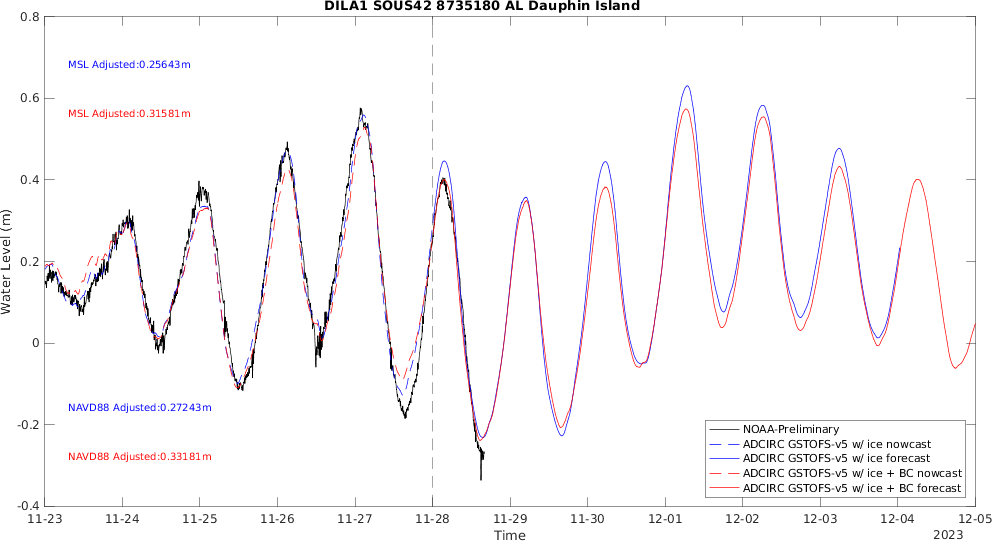 DILA1 SOUS42 8735180 AL Dauphin Island
0.8
MSL Adjusted:0.25643m
0.6
MSL Adjusted:0.31581m
0.4
0.2
Water Level (m)
0
NAVD88 Adjusted:0.27243m
-0.2
NAVD88 Adjusted:0.33181m
-0.4
NOAA-Preliminary
ADCIRC GSTOFS-v5 w/ ice nowcast
ADCIRC GSTOFS-v5 w/ ice forecast
ADCIRC GSTOFS-v5 w/ ice + BC nowcast
ADCIRC GSTOFS-v5 w/ ice + BC forecast
11-23 11-24 11-25 11-26 11-27 11-28 11-29 11-30 12-01 12-02 12-03 12-04 12-05
Time
2023